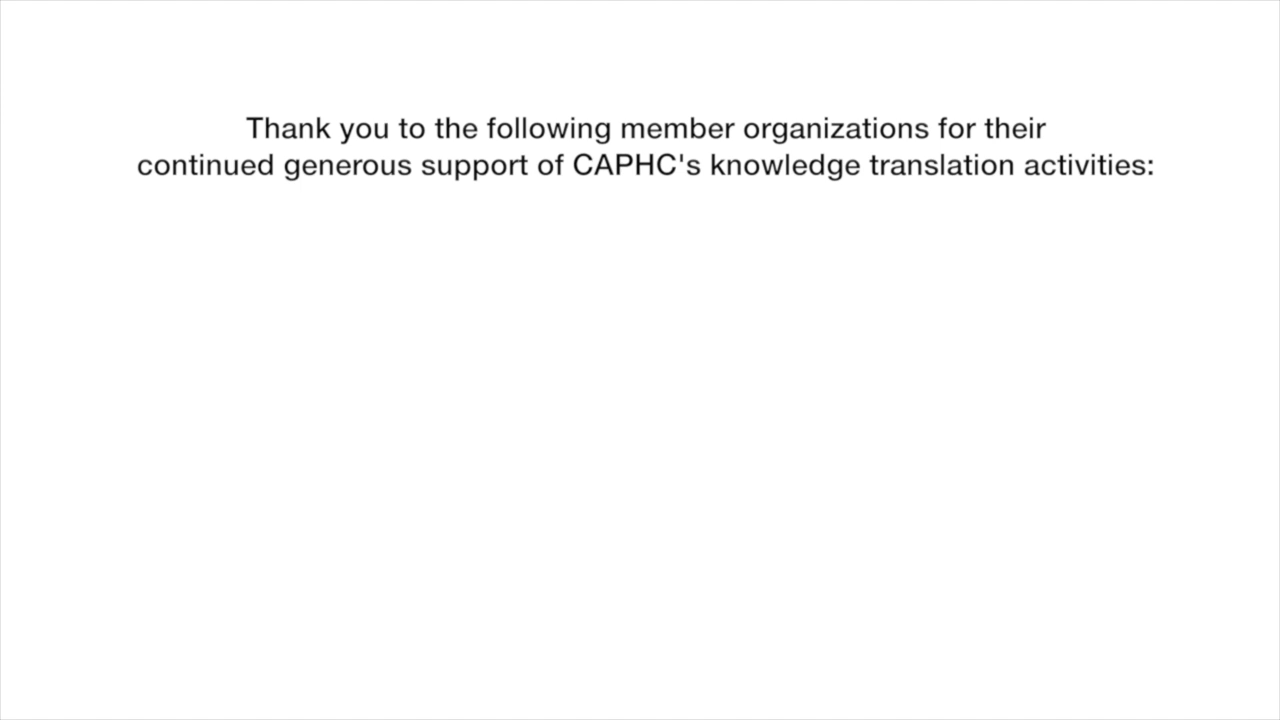 Thank you to the following member organizations for their
continued generous support of CAPHC's knowledge translation activities: